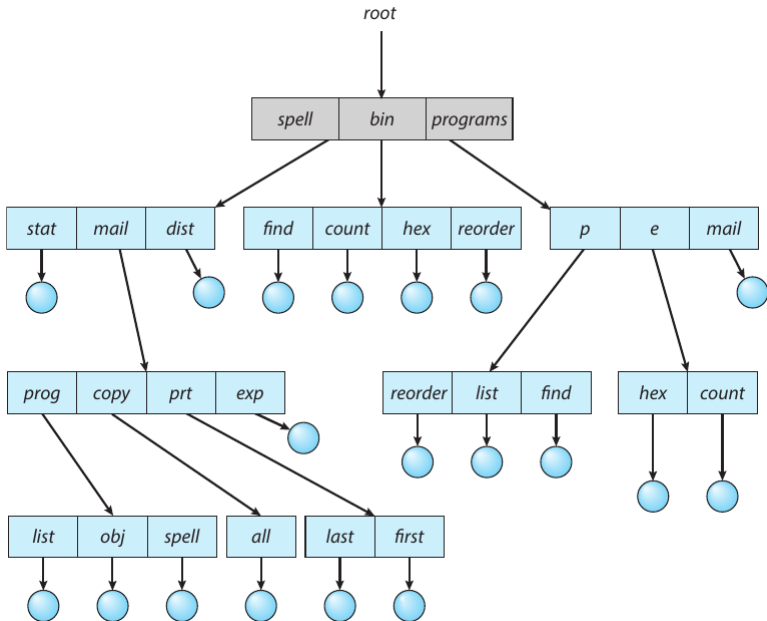 root
spell bin programs
stat mail dist find count hex reorder p e mail
prog copy prt exp reorder list find hex count
list obj spell all last first